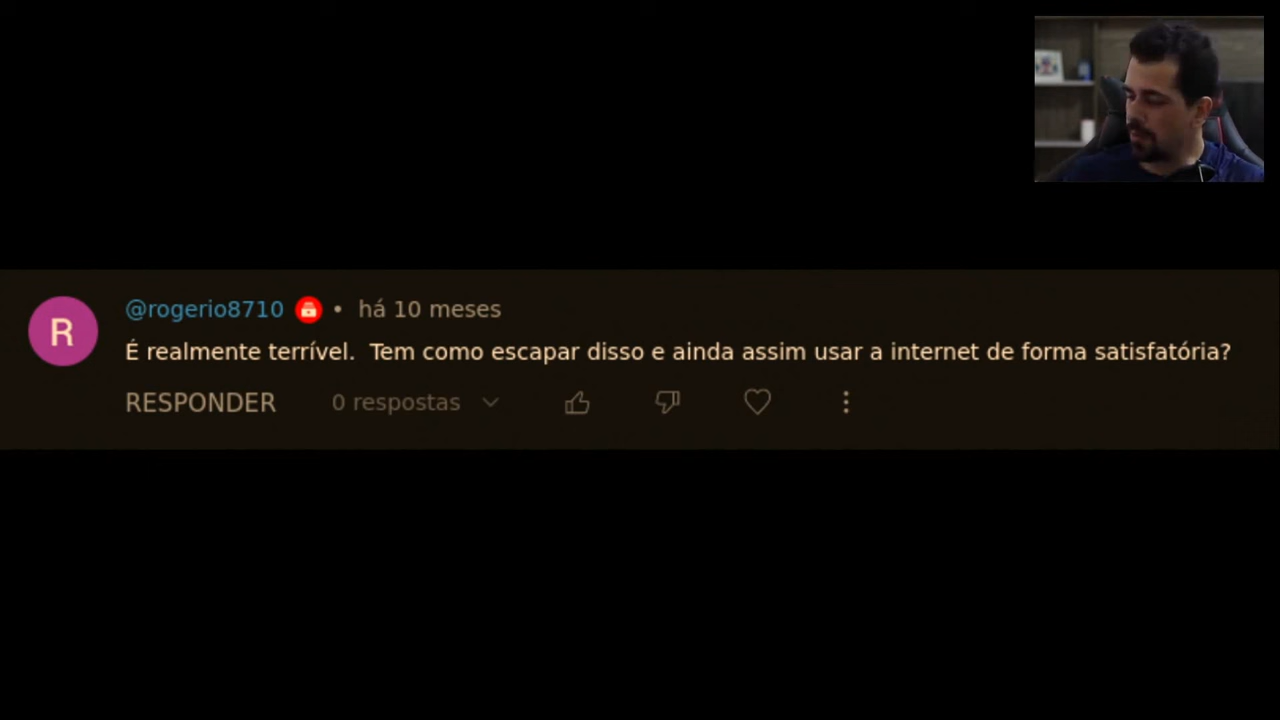 R
@rogerio8710 • há 10 meses
É realmente terrível. Tem como escapar disso e ainda assim usar a internet de forma satisfatória?
RESPONDER 0 respostas